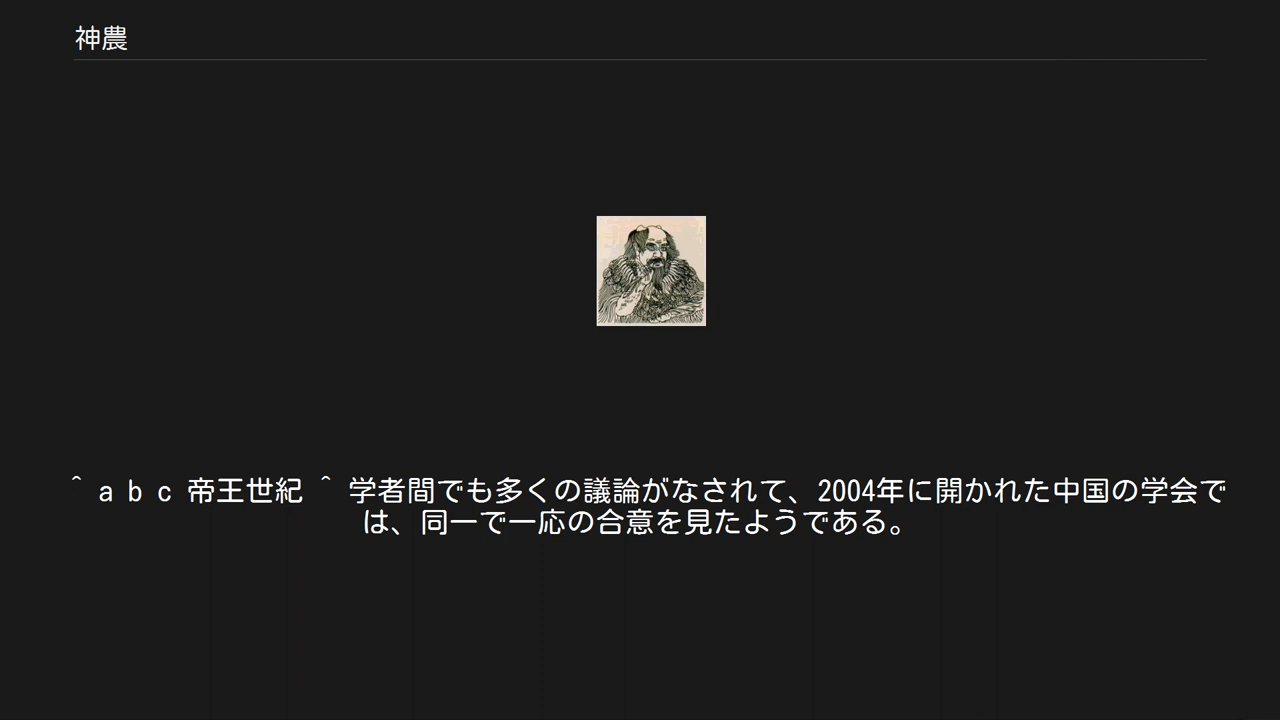 神農
^ a b c 帝王世紀 ^ 学者間でも多くの議論がなされて、2004年に開かれた中国の学会で
は、同一で一応の合意を見たようである。